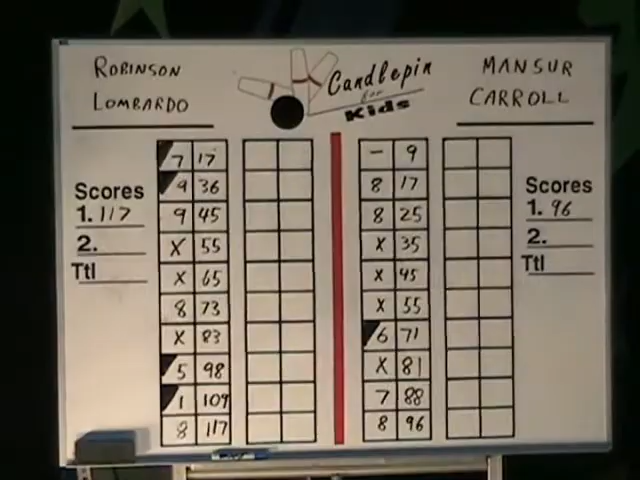 ROBINSON
LOMBARDO
Candlepin
for
Kids
MANSUR
CARROLL
Scores
1. 117
2.
Ttl
7 17
9 36
9 45
X 55
X 65
8 73
X 83
5 98
1 109
8 117
- 9
8 17
8 25
X 35
X 45
X 55
6 71
X 81
7 88
8 96
Scores
1. 96
2.
Ttl